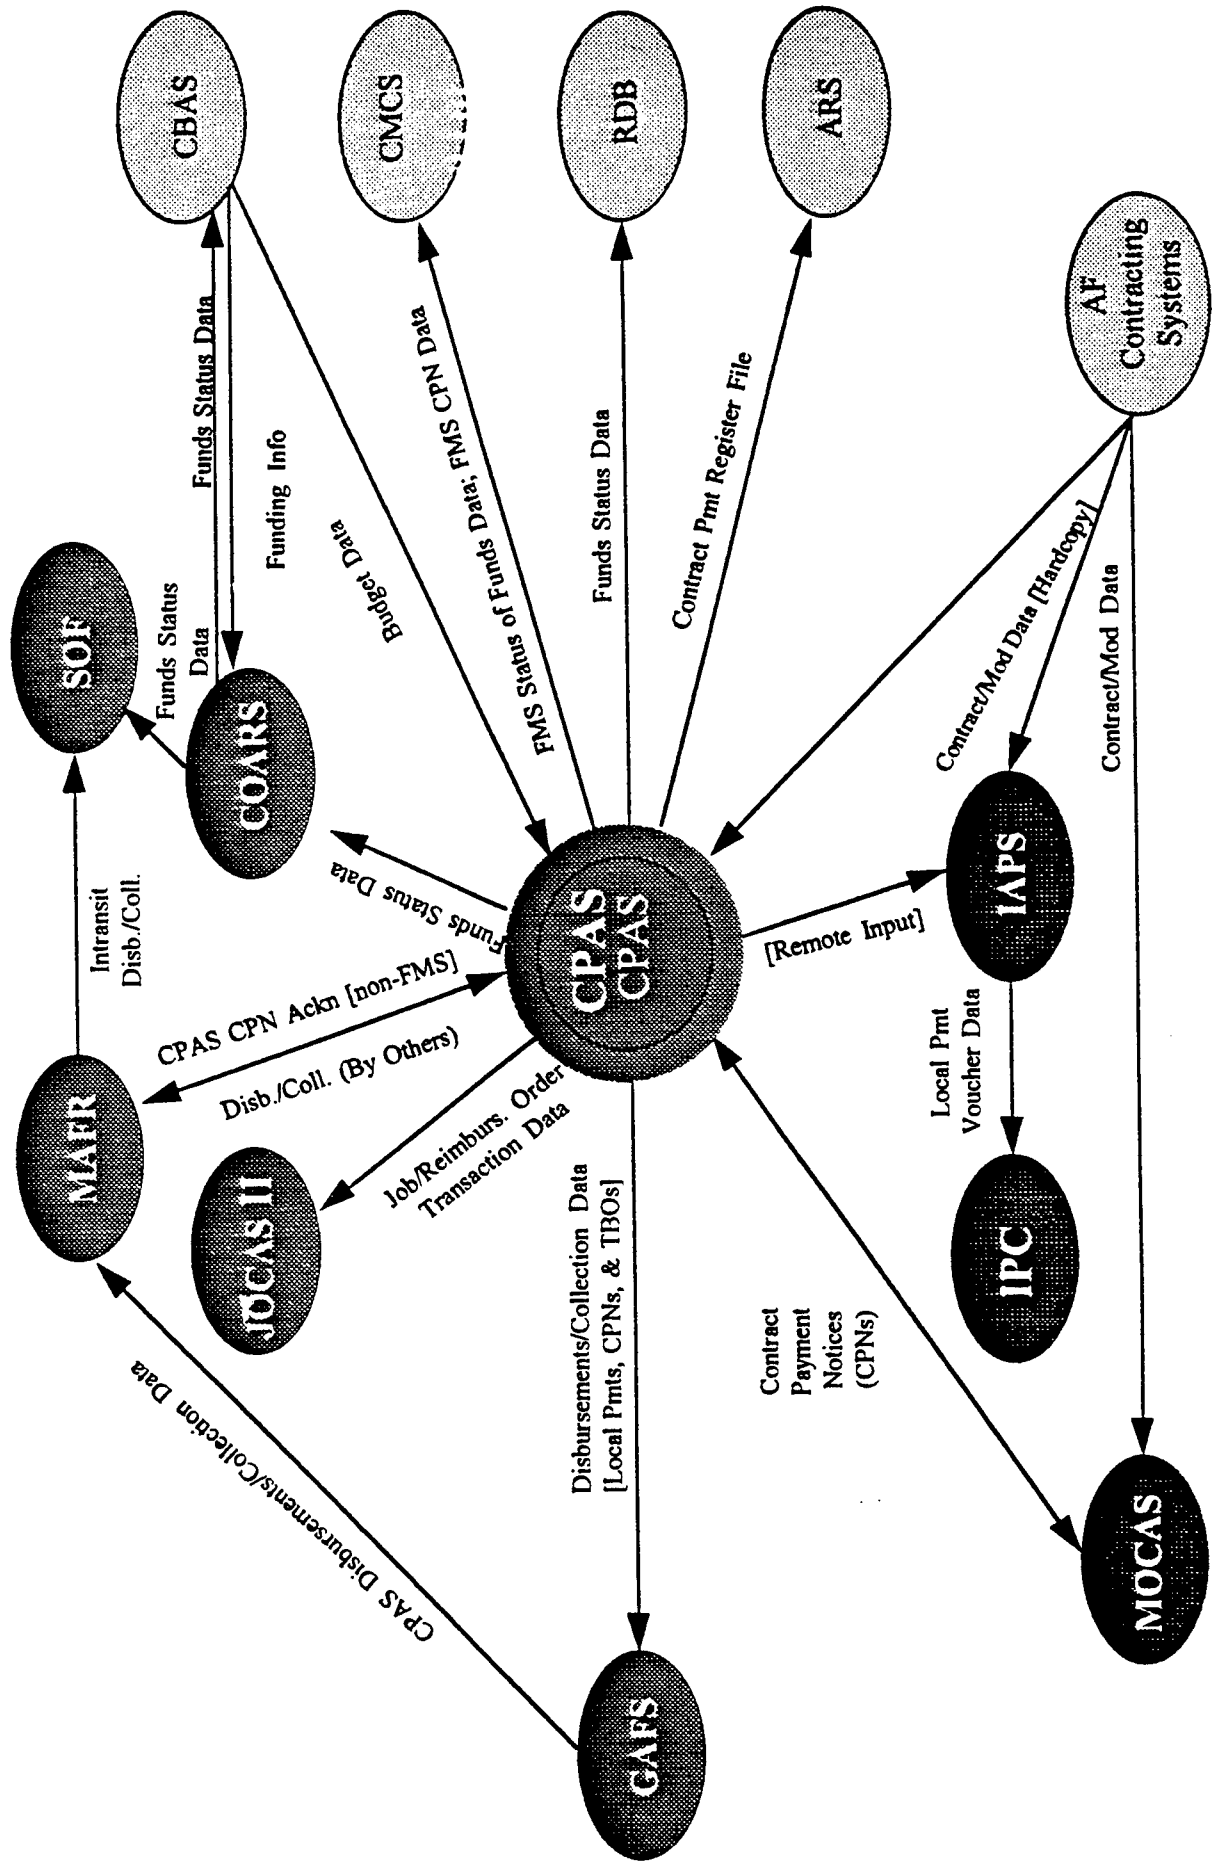 SOF
MAFR
Intransit
Disb./Coll.
Funds Status
Data
COARS
CBAS
Funds Status Data
Funding Info
JOCAS II
CPAS CPN Ackn [non-FMS]
Disb./Coll. (By Others)
Funds Status Data
Budget Data
CMCS
FMS Status of Funds Data; FMS CPN Data
CPAS Disbursements/Collection Data
Job/Reimburs. Order
Transaction Data
CPAS
CPAS
Funds Status Data
RDB
GAFS
Disbursements/Collection Data
[Local Pmts, CPNs, & TBOs]
Contract Pmt Register File
ARS
Contract
Payment
Notices
(CPNs)
[Remote Input]
Local Pmt
Voucher Data
IPC
IAPS
Contract/Mod Data [Hardcopy]
Contract/Mod Data
AF
Contracting
Systems
MOCAS